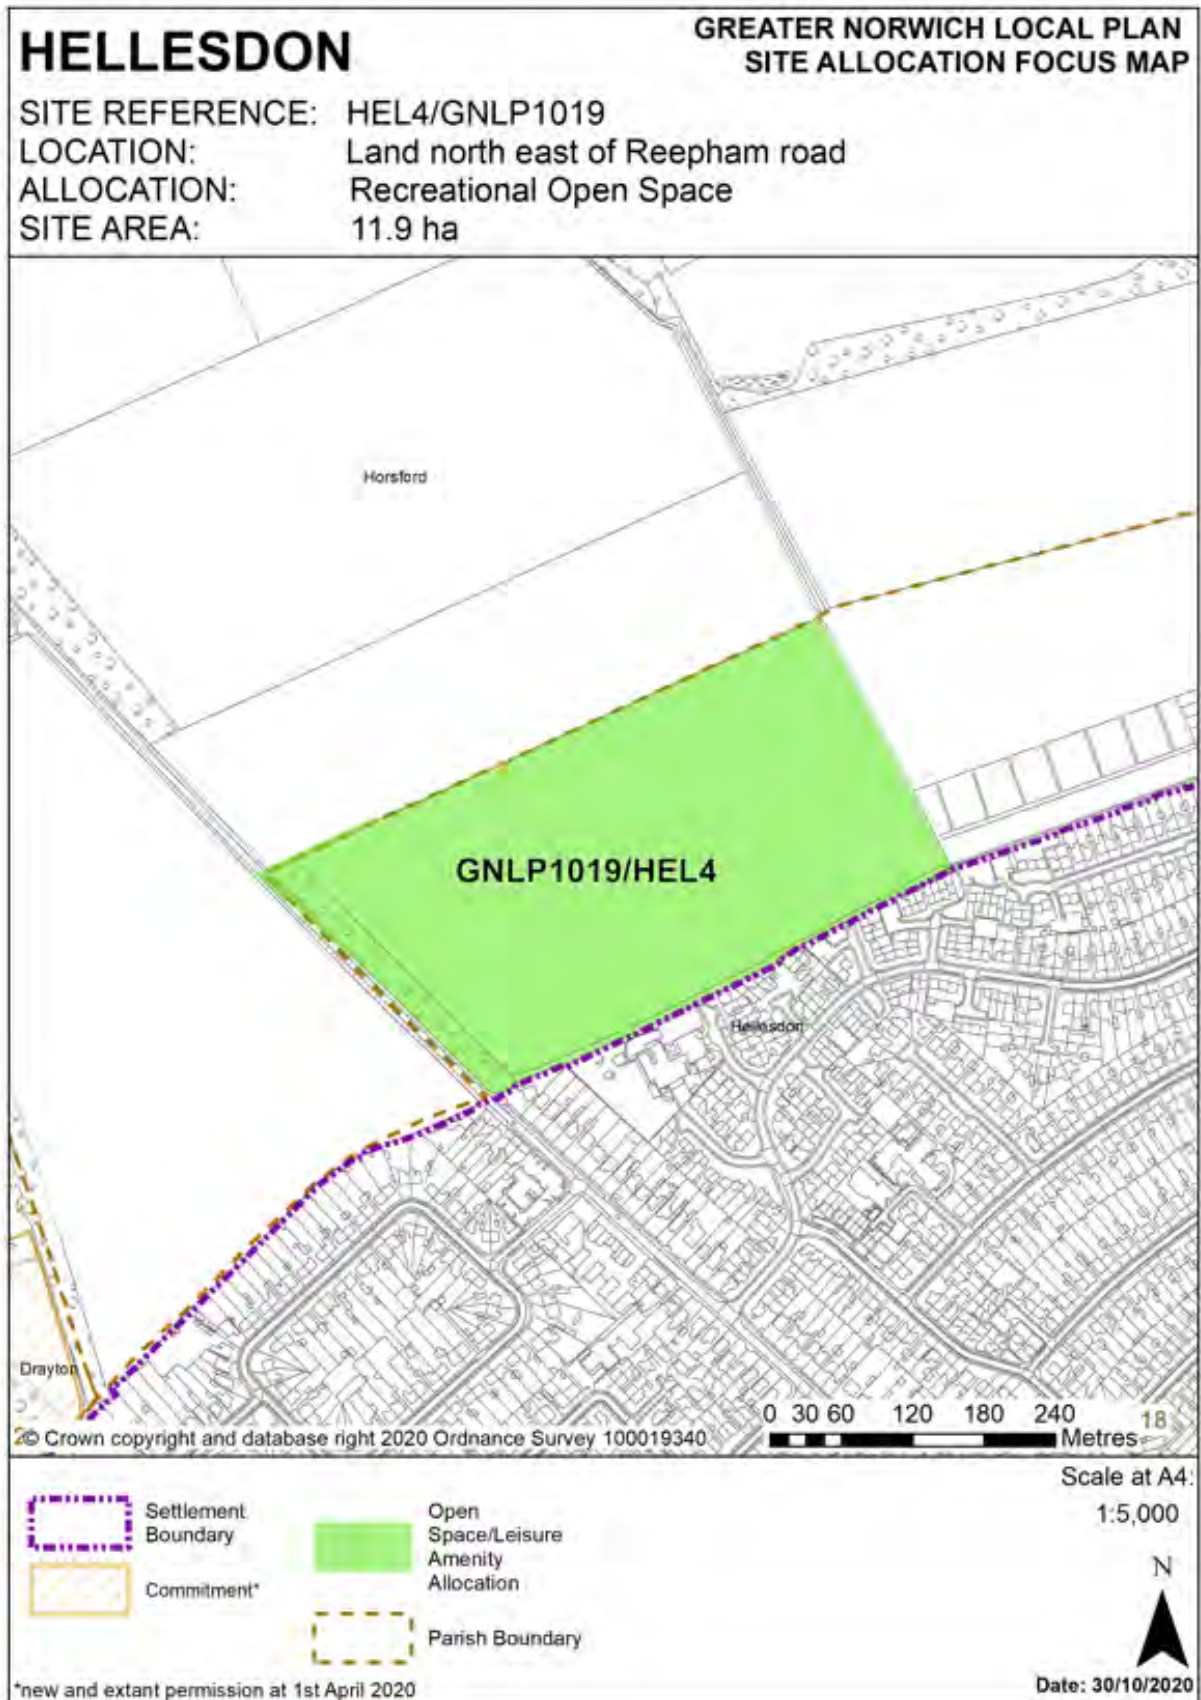 HELLESDON
GREATER NORWICH LOCAL PLAN
SITE ALLOCATION FOCUS MAP
SITE REFERENCE: HEL4/GNLP1019
LOCATION: Land north east of Reepham road
ALLOCATION: Recreational Open Space
SITE AREA: 11.9 ha
Horsford
GNLP1019/HEL4
Hellesdon
Drayton
0 30 60 120 180 240
Metres
18
© Crown copyright and database right 2020 Ordnance Survey 100019340
Settlement
Boundary
Commitment*
Open
Space/Leisure
Amenity
Allocation
Parish Boundary
Scale at A4:
1:5,000
N
*new and extant permission at 1st April 2020
Date: 30/10/2020